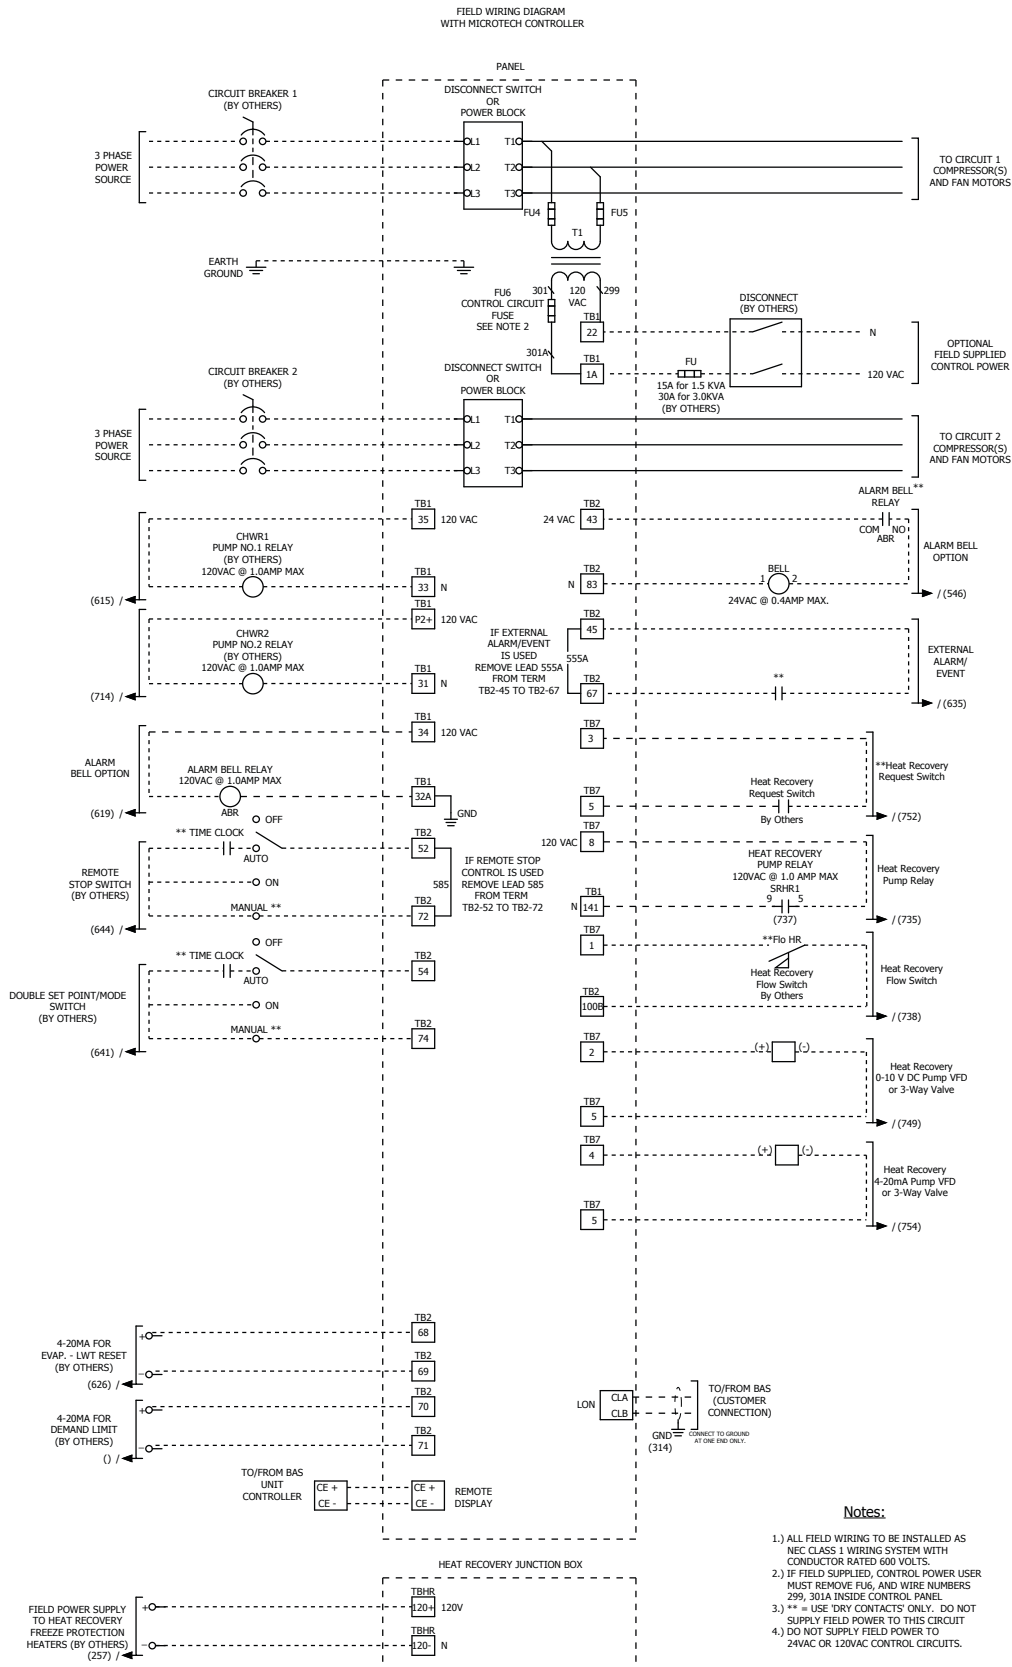 FIELD WIRING DIAGRAM
WITH MICROTECH CONTROLLER
PANEL
CIRCUIT BREAKER 1
(BY OTHERS)
DISCONNECT SWITCH
OR
POWER BLOCK
3 PHASE
POWER
SOURCE
L1 T1
L2 T2
L3 T3
TO CIRCUIT 1
COMPRESSOR(S)
AND FAN MOTORS
FU4 FU5
T1
EARTH
GROUND
FU6
CONTROL CIRCUIT
FUSE
SEE NOTE 2
301 120 299
VAC
TB1
22
301A
TB1
1A
DISCONNECT
(BY OTHERS)
N
120 VAC
OPTIONAL
FIELD SUPPLIED
CONTROL POWER
FU
15A for 1.5 KVA
30A for 3.0KVA
(BY OTHERS)
CIRCUIT BREAKER 2
(BY OTHERS)
DISCONNECT SWITCH
OR
POWER BLOCK
3 PHASE
POWER
SOURCE
L1 T1
L2 T2
L3 T3
TO CIRCUIT 2
COMPRESSOR(S)
AND FAN MOTORS
TB1
35 120 VAC
CHWR1
PUMP NO.1 RELAY
(BY OTHERS)
120VAC @ 1.0AMP MAX
TB1
33 N
(615) /
TB1
P2+ 120 VAC
CHWR2
PUMP NO.2 RELAY
(BY OTHERS)
120VAC @ 1.0AMP MAX
TB1
31 N
(714) /
TB1
34 120 VAC
ALARM
BELL OPTION
ALARM BELL RELAY
120VAC @ 1.0AMP MAX
ABR
TB1
32A
GND
(619) /
OFF
** TIME CLOCK
AUTO
TB2
52
REMOTE
STOP SWITCH
(BY OTHERS)
ON
MANUAL **
585
TB2
72
IF REMOTE STOP
CONTROL IS USED
REMOVE LEAD 585
FROM TERM
TB2-52 TO TB2-72
(644) /
OFF
** TIME CLOCK
AUTO
TB2
54
DOUBLE SET POINT/MODE
SWITCH
(BY OTHERS)
ON
MANUAL **
TB2
74
(641) /
TB2
24 VAC 43
ALARM BELL**
RELAY
COM NO
ABR
ALARM BELL
OPTION
TB2
N 83
BELL
1 2
24VAC @ 0.4AMP MAX.
/ (546)
TB2
45
IF EXTERNAL
ALARM/EVENT
IS USED
REMOVE LEAD 555A
FROM TERM
TB2-45 TO TB2-67
555A
TB2
67
**
EXTERNAL
ALARM/
EVENT
/ (635)
TB7
3
**Heat Recovery
Request Switch
TB7
5
Heat Recovery
Request Switch
By Others
/ (752)
TB7
120 VAC 8
HEAT RECOVERY
PUMP RELAY
120VAC @ 1.0 AMP MAX
SRHR1
9 5
(737)
Heat Recovery
Pump Relay
TB1
N 141
/ (735)
TB7
1
**Flo HR
Heat Recovery
Flow Switch
By Others
Heat Recovery
Flow Switch
TB2
100B
/ (738)
TB7
2
(+) (-)
Heat Recovery
0-10 V DC Pump VFD
or 3-Way Valve
TB7
5
/ (749)
TB7
4
(+) (-)
Heat Recovery
4-20mA Pump VFD
or 3-Way Valve
TB7
5
/ (754)
TB2
68
4-20MA FOR
EVAP. - LWT RESET
(BY OTHERS)
+
-
TB2
69
(626) /
TB2
70
4-20MA FOR
DEMAND LIMIT
(BY OTHERS)
+
-
TB2
71
() /
LON CLA
CLB
TO/FROM BAS
(CUSTOMER
CONNECTION)
GND
(314)
CONNECT TO GROUND
AT ONE END ONLY.
TO/FROM BAS
UNIT
CONTROLLER
CE +
CE -
CE +
CE -
REMOTE
DISPLAY
HEAT RECOVERY JUNCTION BOX
FIELD POWER SUPPLY
TO HEAT RECOVERY
FREEZE PROTECTION
HEATERS (BY OTHERS)
(257) /
+
-
TBHR
120+ 120V
TBHR
120- N
Notes:
1.) ALL FIELD WIRING TO BE INSTALLED AS
NEC CLASS 1 WIRING SYSTEM WITH
CONDUCTOR RATED 600 VOLTS.
2.) IF FIELD SUPPLIED, CONTROL POWER USER
MUST REMOVE FU6, AND WIRE NUMBERS
299, 301A INSIDE CONTROL PANEL
3.) ** = USE 'DRY CONTACTS' ONLY. DO NOT
SUPPLY FIELD POWER TO THIS CIRCUIT
4.) DO NOT SUPPLY FIELD POWER TO
24VAC OR 120VAC CONTROL CIRCUITS.